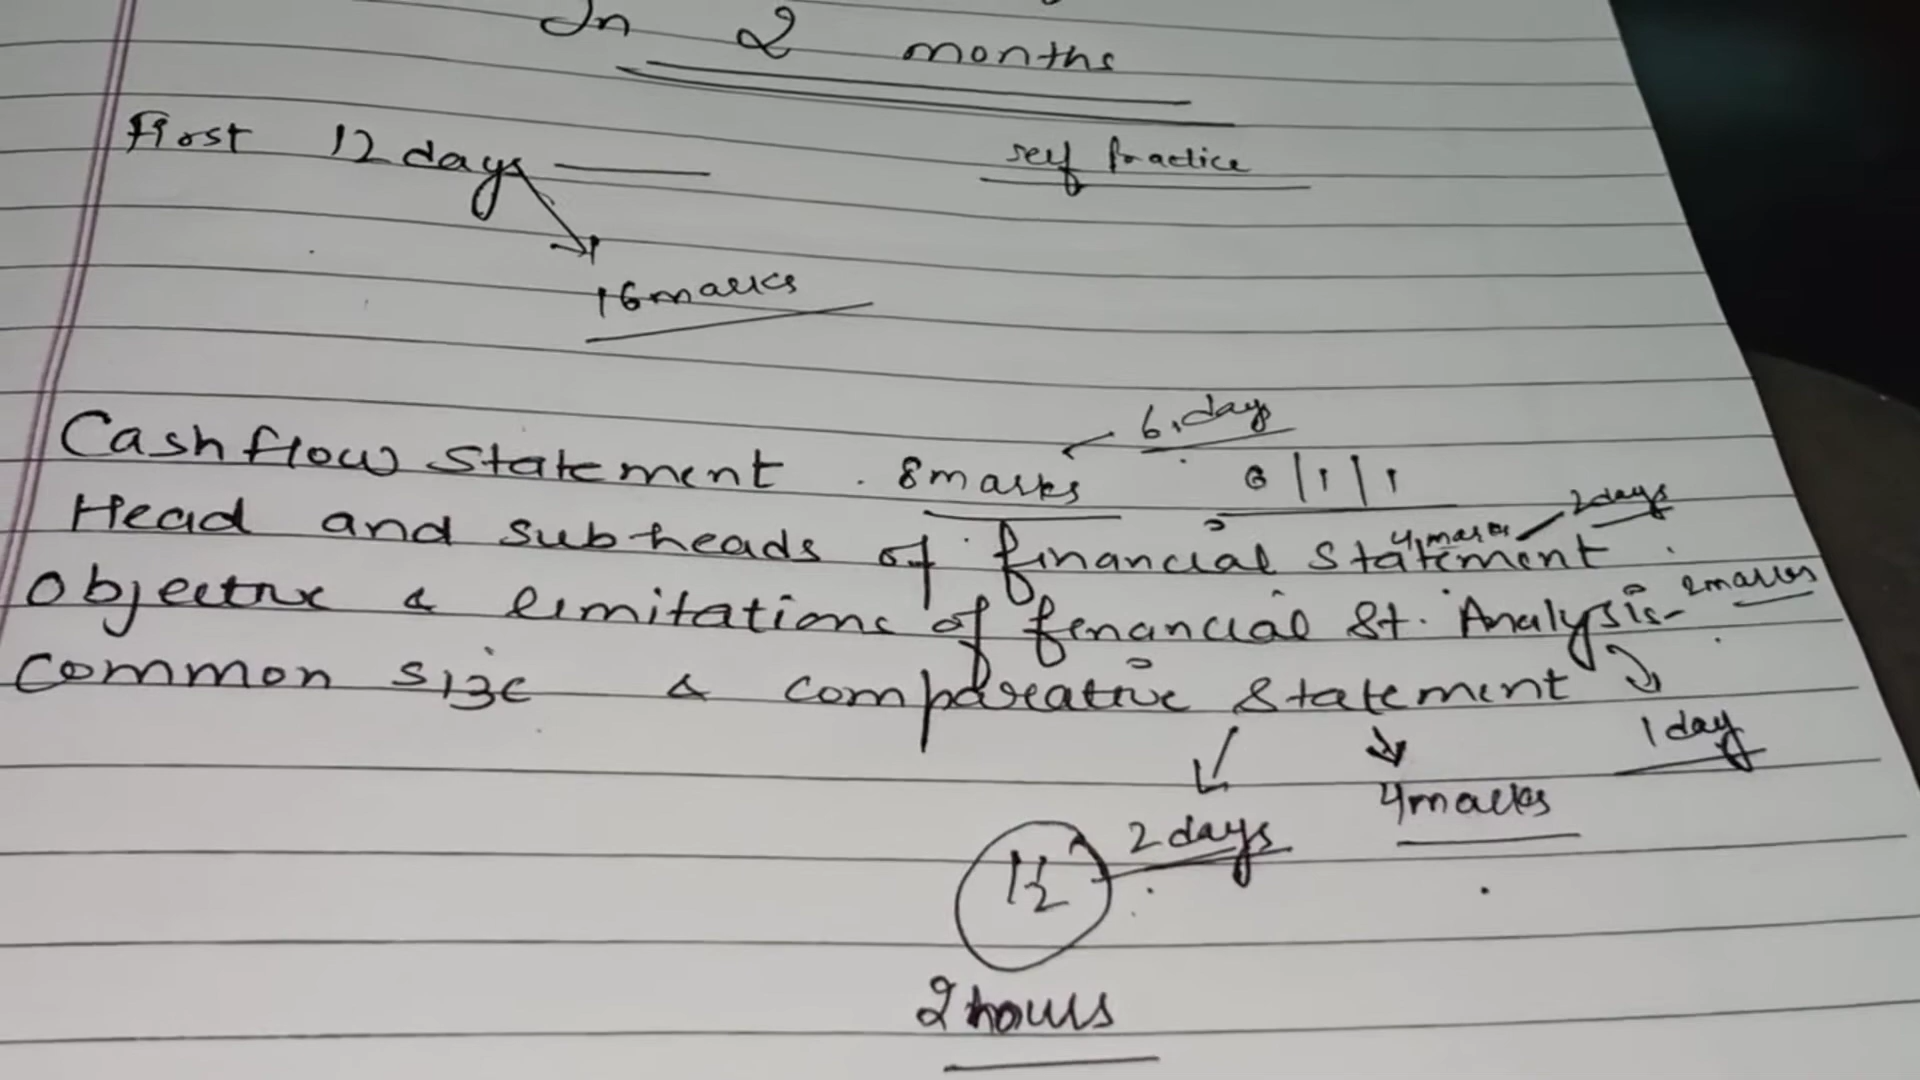 In 2 months
First 12 days
self Practice
16 marks
6 days
Cash flow statement 8 marks
6 | 1 | 1
2 days
Head and subheads of financial statement
4 marks
Objective & limitations of financial St. Analysis - 2 marks
Common size & comparative statement
1 day
2 days
4 marks
1½
2 hours